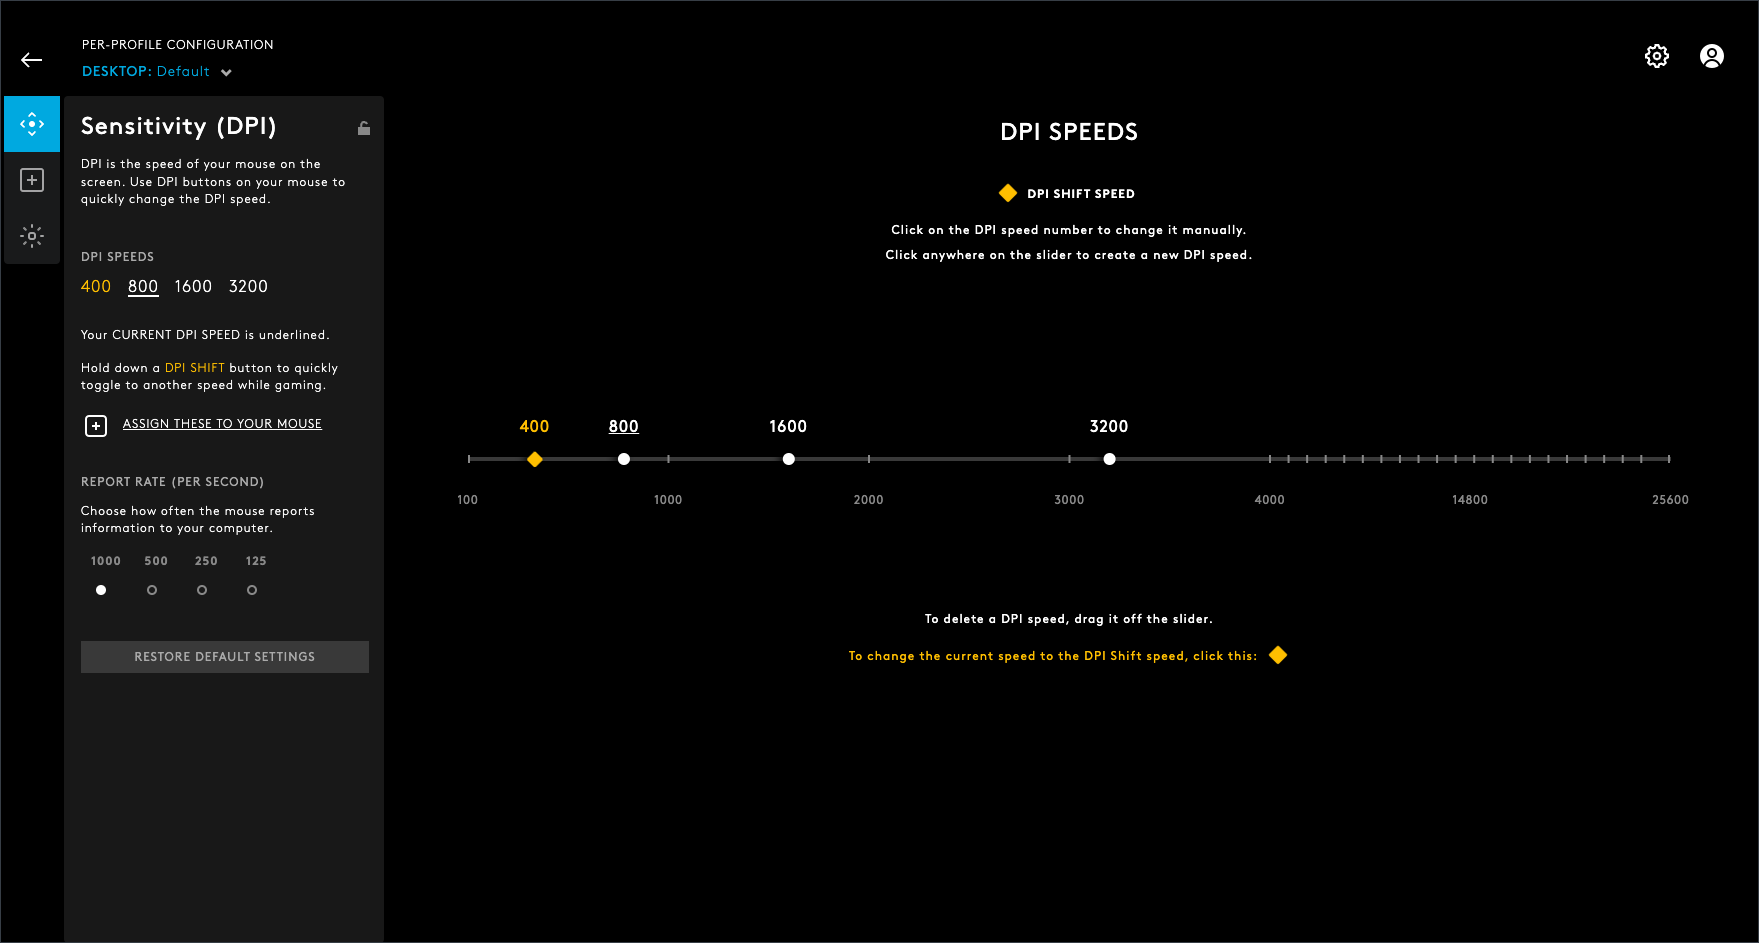 PER-PROFILE CONFIGURATION
DESKTOP: Default
Sensitivity (DPI)
DPI is the speed of your mouse on the
screen. Use DPI buttons on your mouse to
quickly change the DPI speed.
DPI SPEEDS
400 800 1600 3200
Your CURRENT DPI SPEED is underlined.
Hold down a DPI SHIFT button to quickly
toggle to another speed while gaming.
ASSIGN THESE TO YOUR MOUSE
REPORT RATE (PER SECOND)
Choose how often the mouse reports
information to your computer.
1000 500 250 125
RESTORE DEFAULT SETTINGS
DPI SPEEDS
DPI SHIFT SPEED
Click on the DPI speed number to change it manually.
Click anywhere on the slider to create a new DPI speed.
400 800 1600 3200
100 1000 2000 3000 4000 14800 25600
To delete a DPI speed, drag it off the slider.
To change the current speed to the DPI Shift speed, click this: